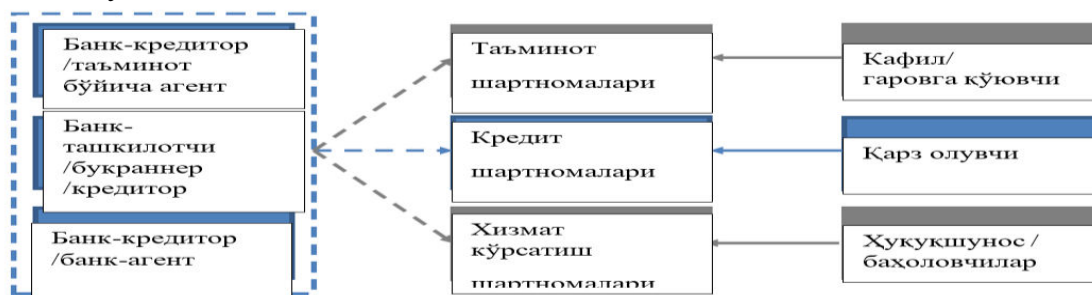 Банк-кредитор
/таъминот
бўйича агент
Банк-
ташкилотчи
/букраннер
/кредитор
Банк-кредитор
/банк-агент
Таъминот
шартномалари
Кредит
шартномалари
Хизмат
кўрсатиш
шартномалари
Кафил/
гаровга қўювчи
Қарз олувчи
Ҳуқуқшунос /
баҳоловчилар